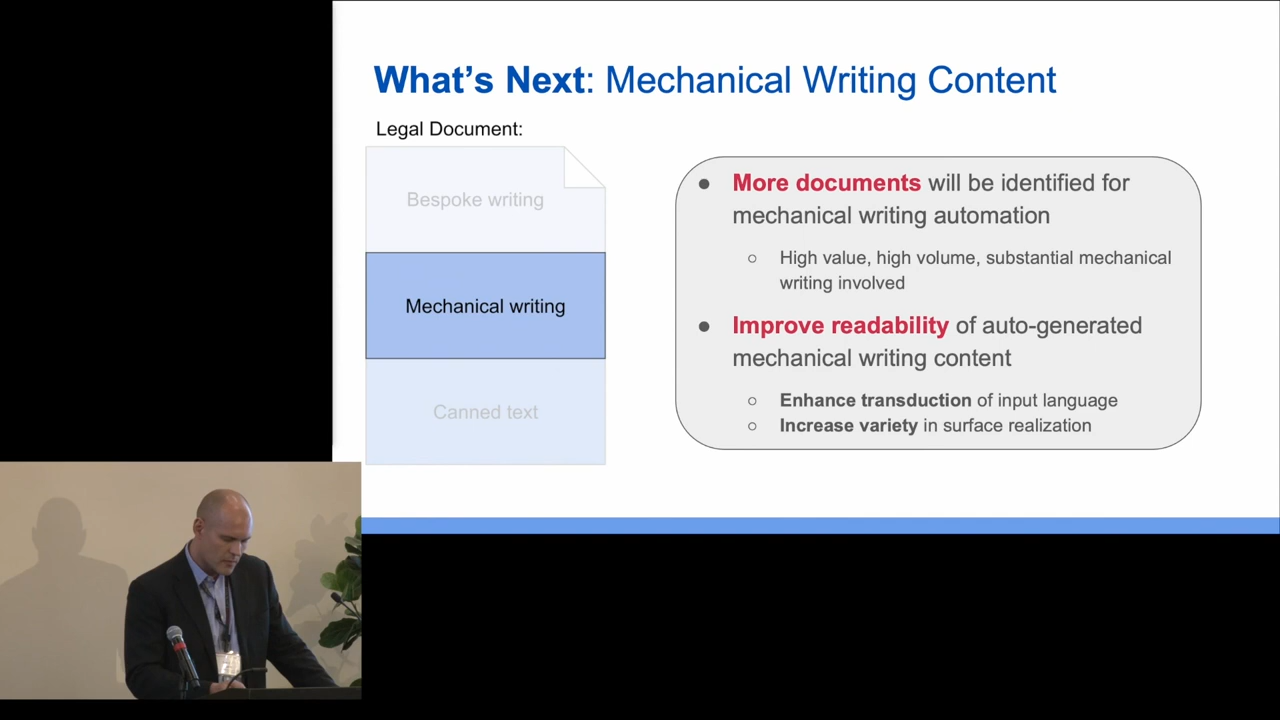 What's Next: Mechanical Writing Content
Legal Document:
Bespoke writing
Mechanical writing
Canned text
● More documents will be identified for
mechanical writing automation
○ High value, high volume, substantial mechanical
writing involved
● Improve readability of auto-generated
mechanical writing content
○ Enhance transduction of input language
○ Increase variety in surface realization